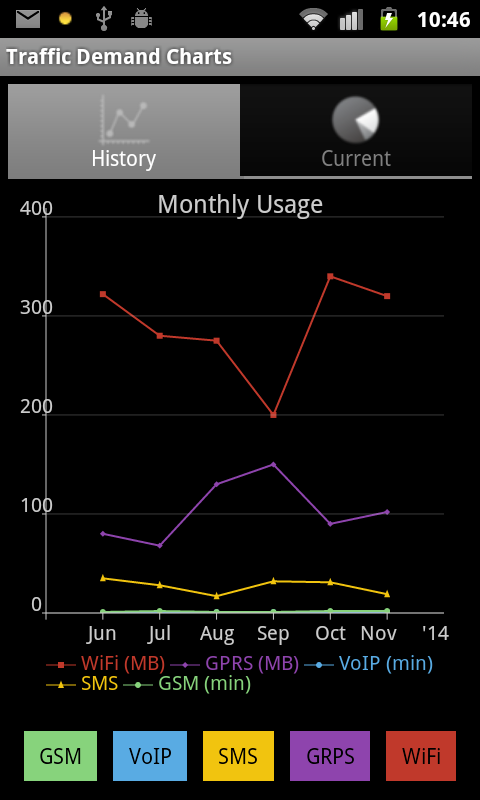 10:46
Traffic Demand Charts
History Current
Monthly Usage
400
300
200
100
0
Jun Jul Aug Sep Oct Nov '14
WiFi (MB) GPRS (MB) VoIP (min)
SMS GSM (min)
GSM VoIP SMS GRPS WiFi